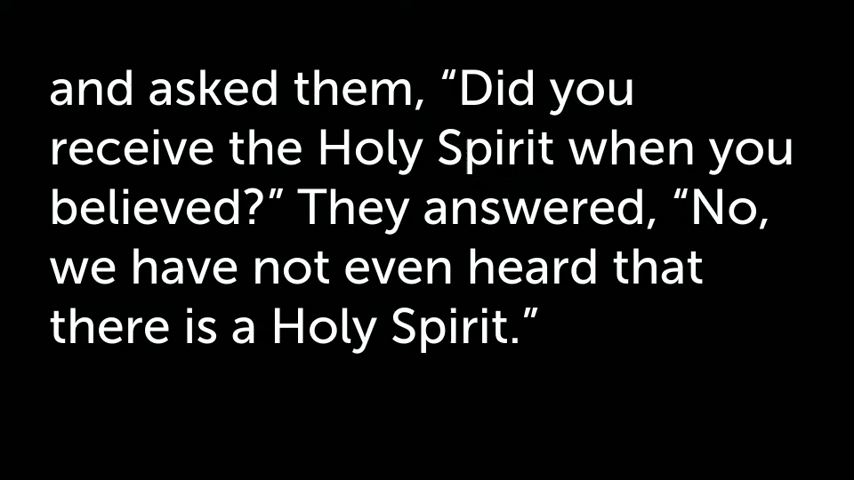 and asked them, “Did you
receive the Holy Spirit when you
believed?” They answered, “No,
we have not even heard that
there is a Holy Spirit.”